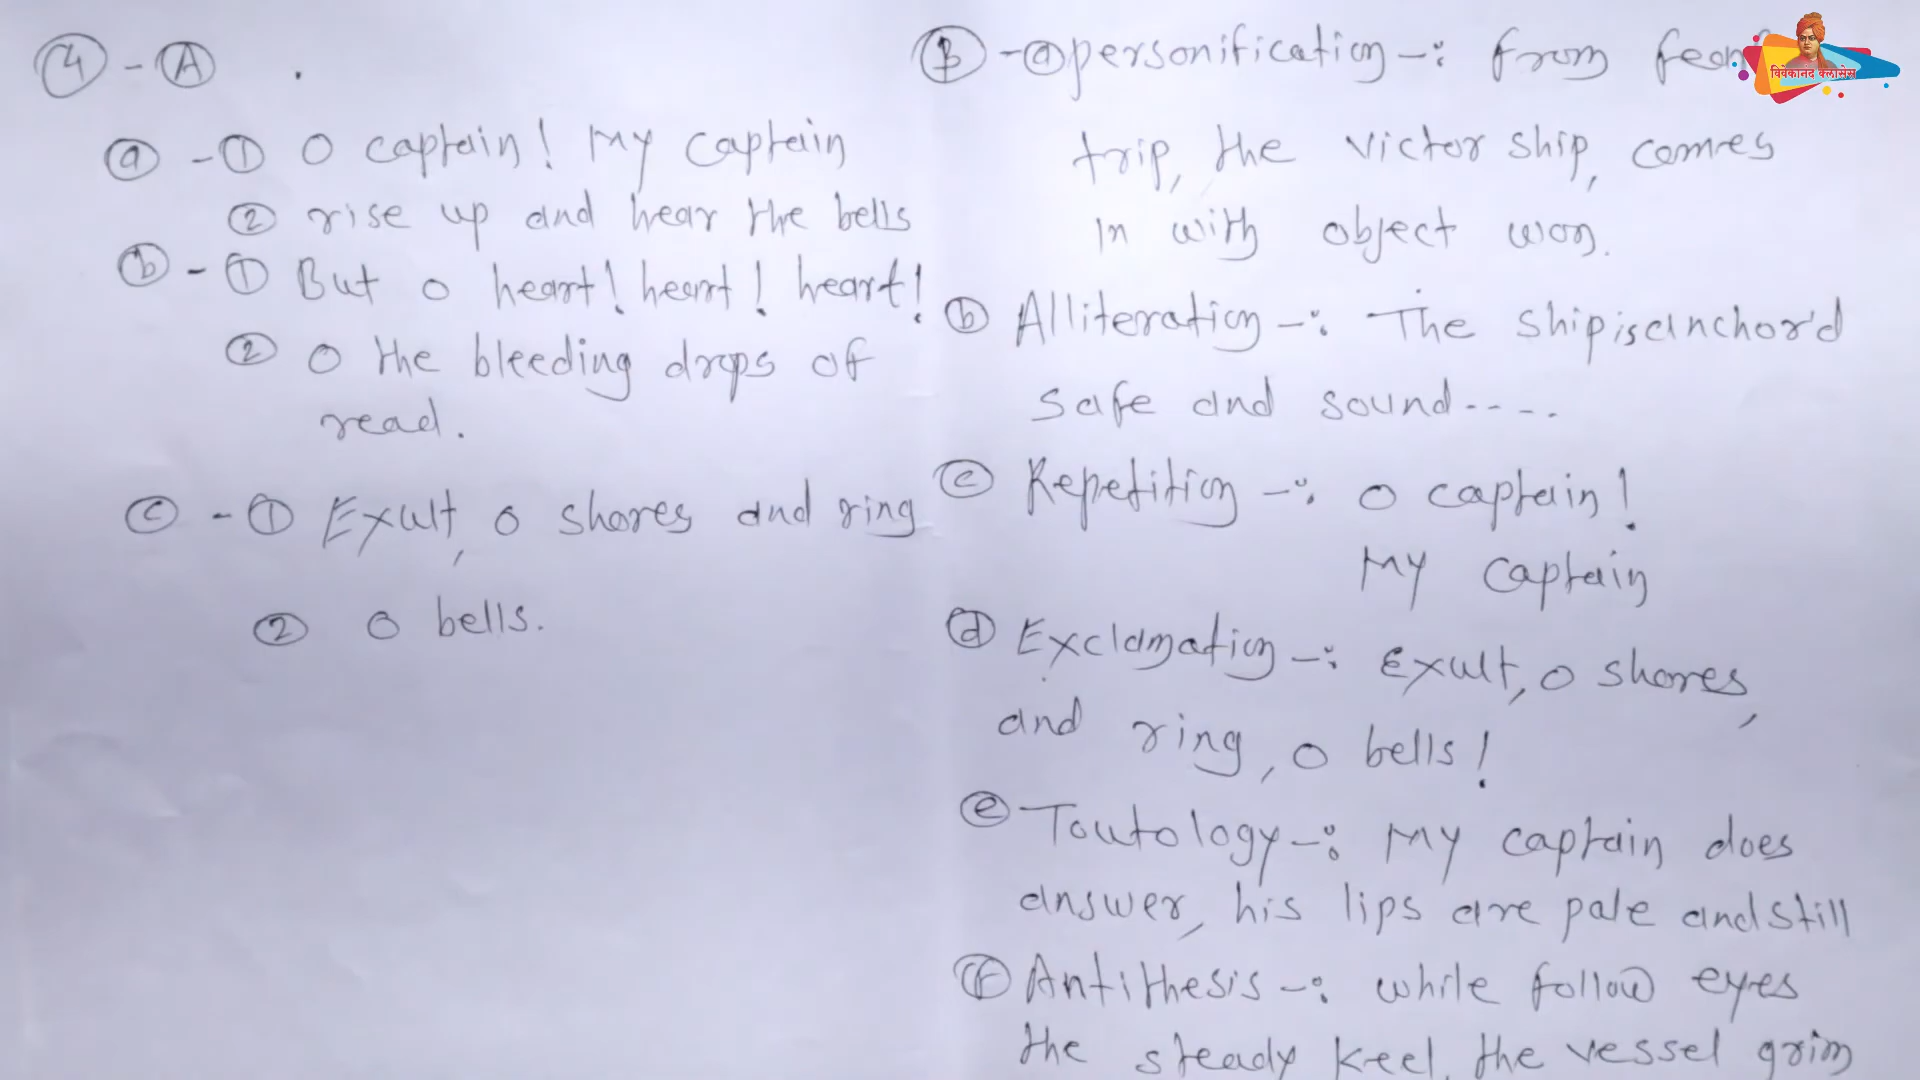 4 - A .
a - 1 O captain! My captain
2 rise up and hear the bells
b - 1 But o heart! heart! heart!
2 O the bleeding drops of
read.
c - 1 Exult, o shores and ring
2 O bells.
B - a personification -: from
trip, the victor ship, comes
In with object won.
b Alliteration -: The ship is anchor'd
safe and sound ----.
c Repetition -: O captain!
My captain
d Exclamation -: Exult, o shores,
and ring, o bells!
e Toutology -: My captain does
answer, his lips are pale and still
f Antithesis -: while follow eyes
the steady keel, the vessel grim
विवेकानंद क्लासेस